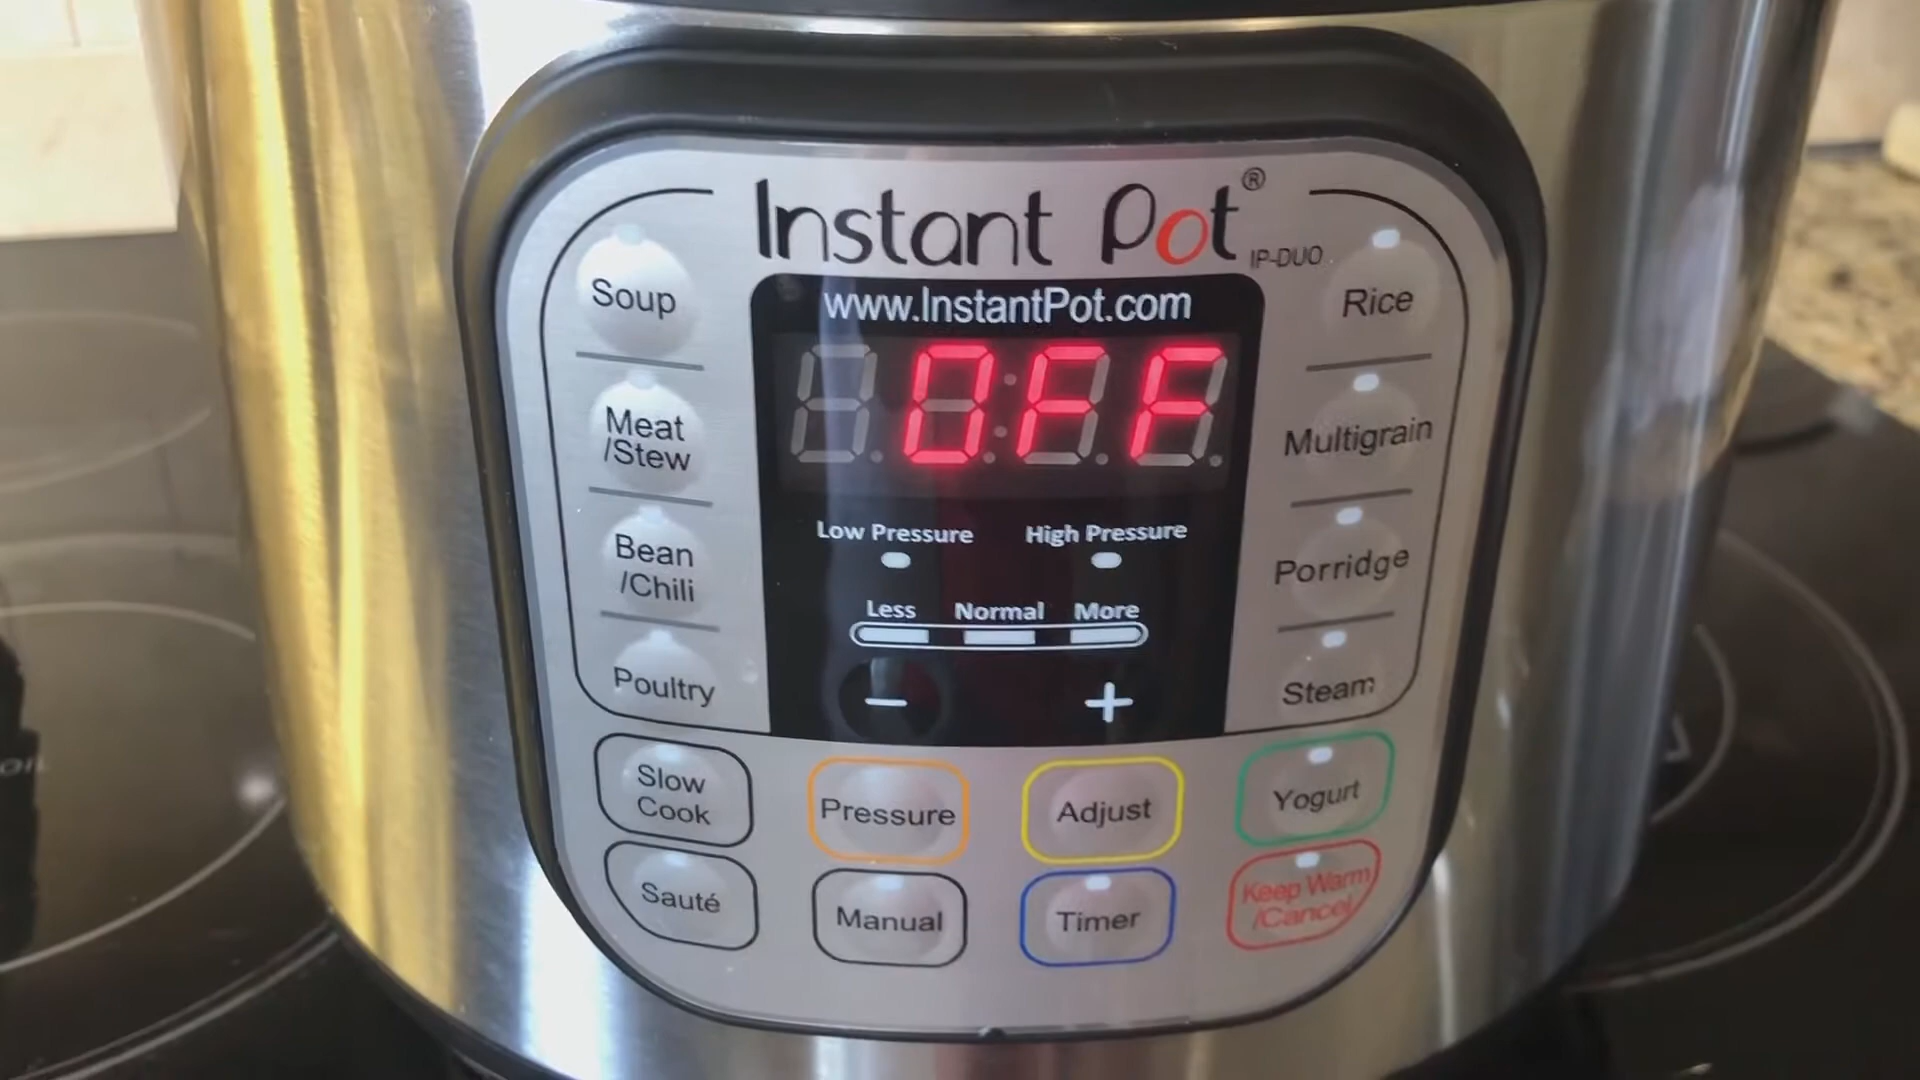 Instant Pot®
IP-DUO
www.InstantPot.com
OFF
Soup
Meat
/Stew
Bean
/Chili
Poultry
Rice
Multigrain
Porridge
Steam
Low Pressure High Pressure
Less Normal More
− +
Slow
Cook
Pressure
Adjust
Yogurt
Sauté
Manual
Timer
Keep Warm
/Cancel